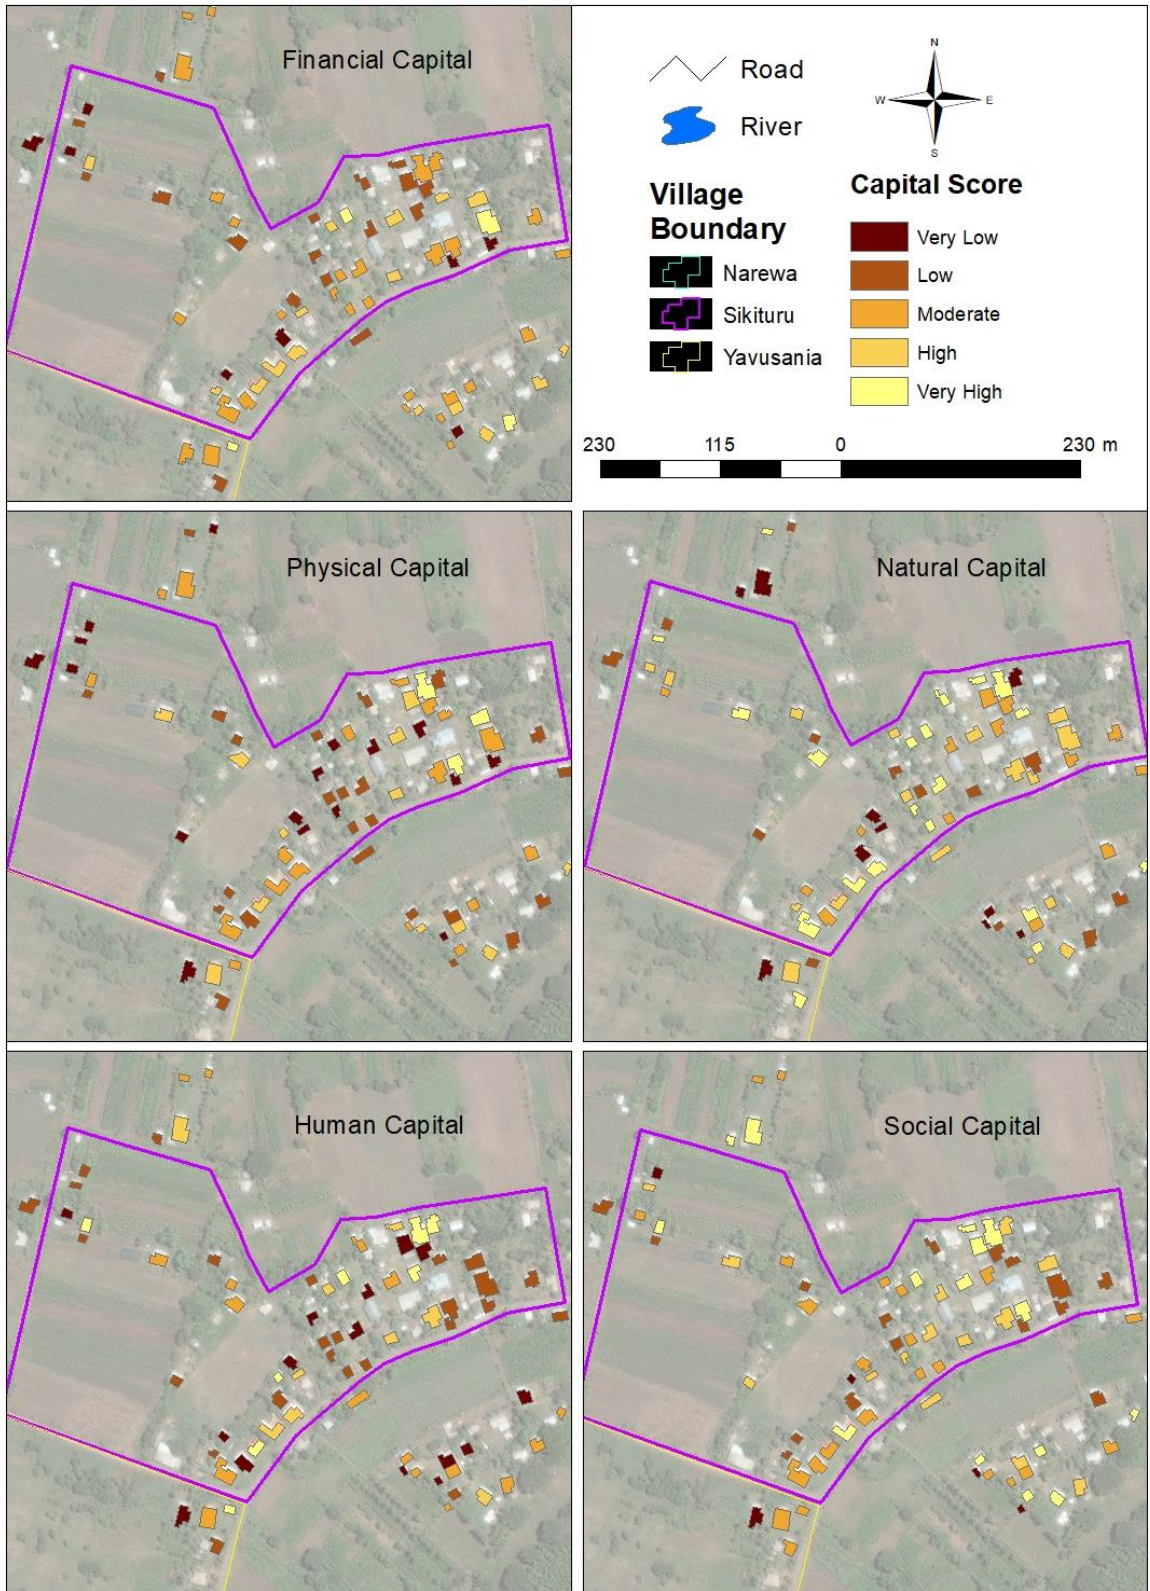 Financial Capital
Road
River
N
W
E
S
Village
Boundary
Narewa
Sikituru
Yavusania
Capital Score
Very Low
Low
Moderate
High
Very High
230 115 0 230 m
Physical Capital
Natural Capital
Human Capital
Social Capital